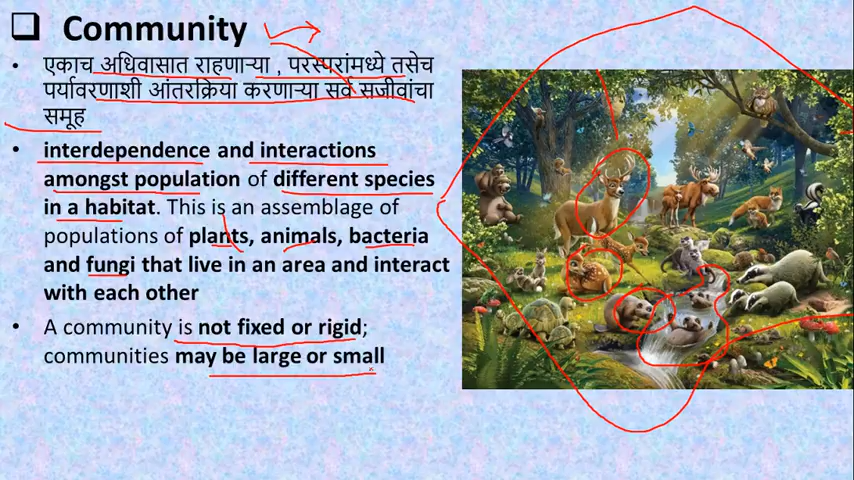 Community
एकाच अधिवासात राहणाऱ्या , परस्परांमध्ये तसेच
पर्यावरणाशी आंतरक्रिया करणाऱ्या सर्व सजीवांचा
समूह
interdependence and interactions
amongst population of different species
in a habitat. This is an assemblage of
populations of plants, animals, bacteria
and fungi that live in an area and interact
with each other
A community is not fixed or rigid;
communities may be large or small